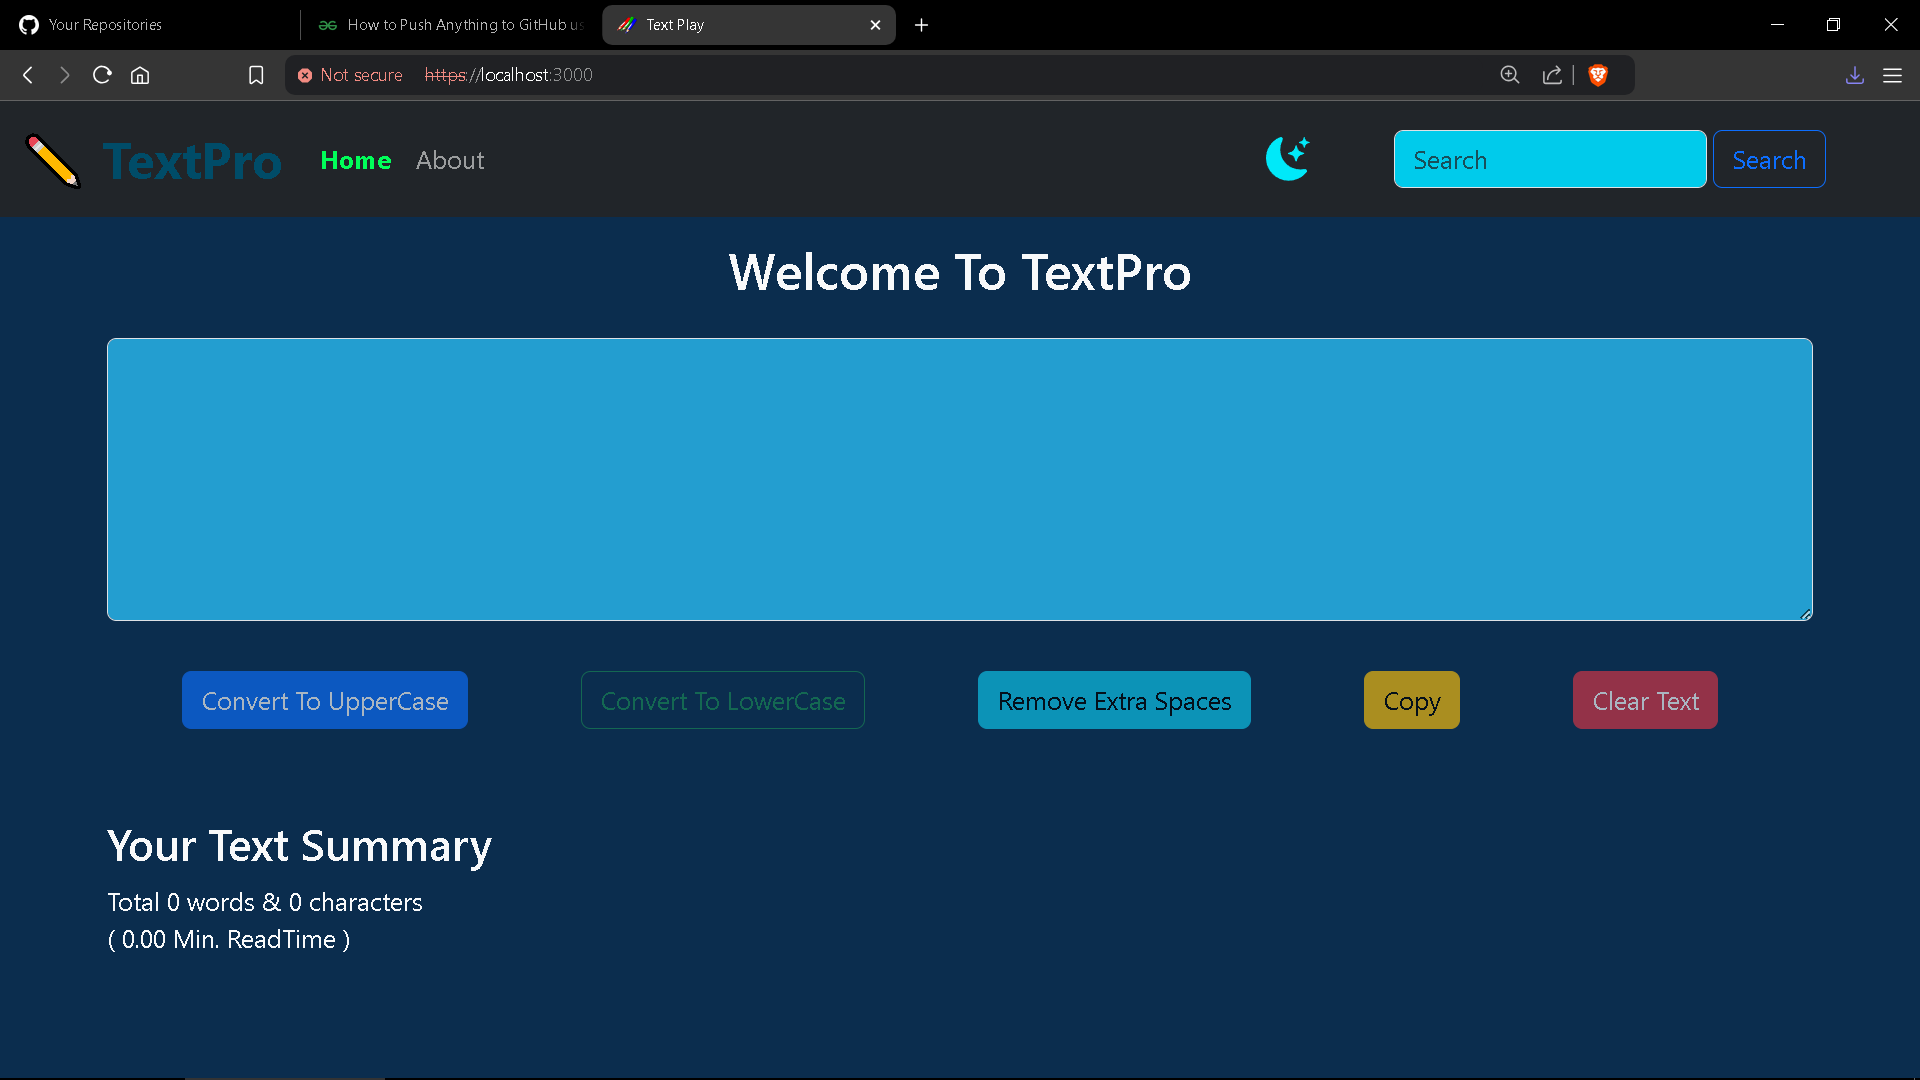 Your Repositories
How to Push Anything to GitHub us
Text Play
Not secure https://localhost:3000
TextPro Home About Search Search
Welcome To TextPro
Convert To UpperCase Convert To LowerCase Remove Extra Spaces Copy Clear Text
Your Text Summary
Total 0 words & 0 characters
( 0.00 Min. ReadTime )